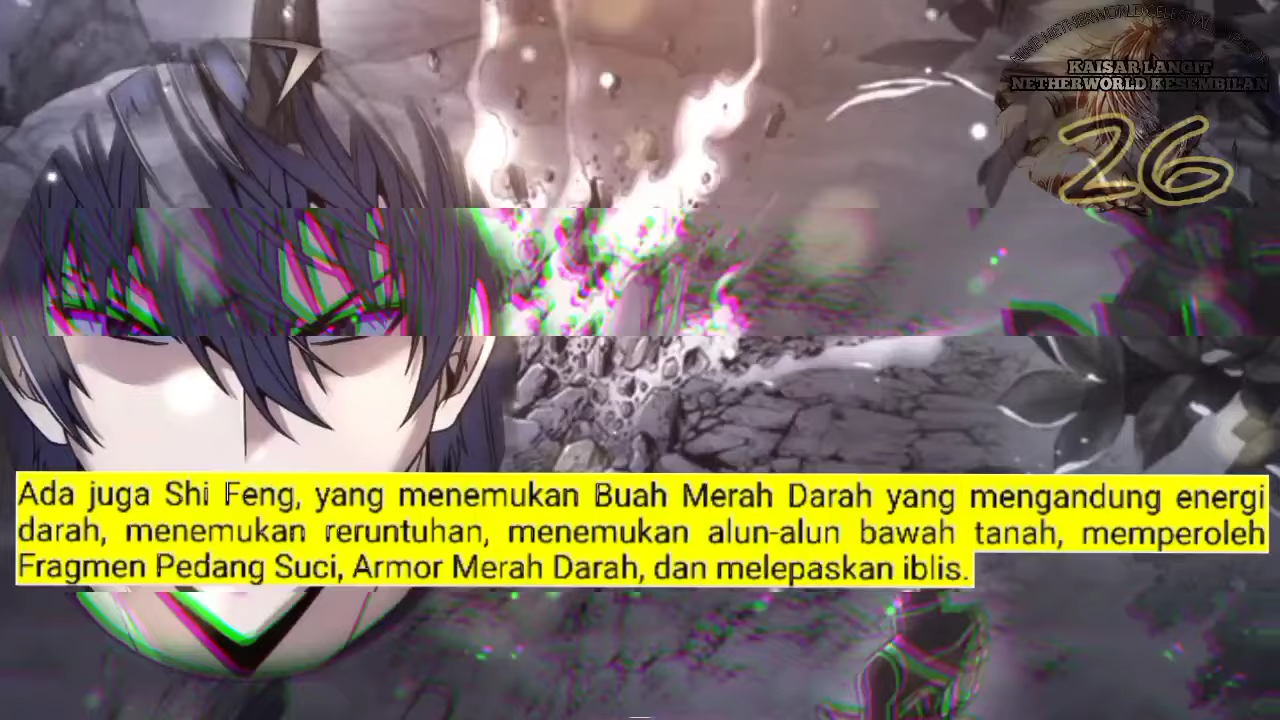 KAISAR LANGIT
NETHERWORLD KESEMBILAN
26
Ada juga Shi Feng, yang menemukan Buah Merah Darah yang mengandung energi
darah, menemukan reruntuhan, menemukan alun-alun bawah tanah, memperoleh
Fragmen Pedang Suci, Armor Merah Darah, dan melepaskan iblis.